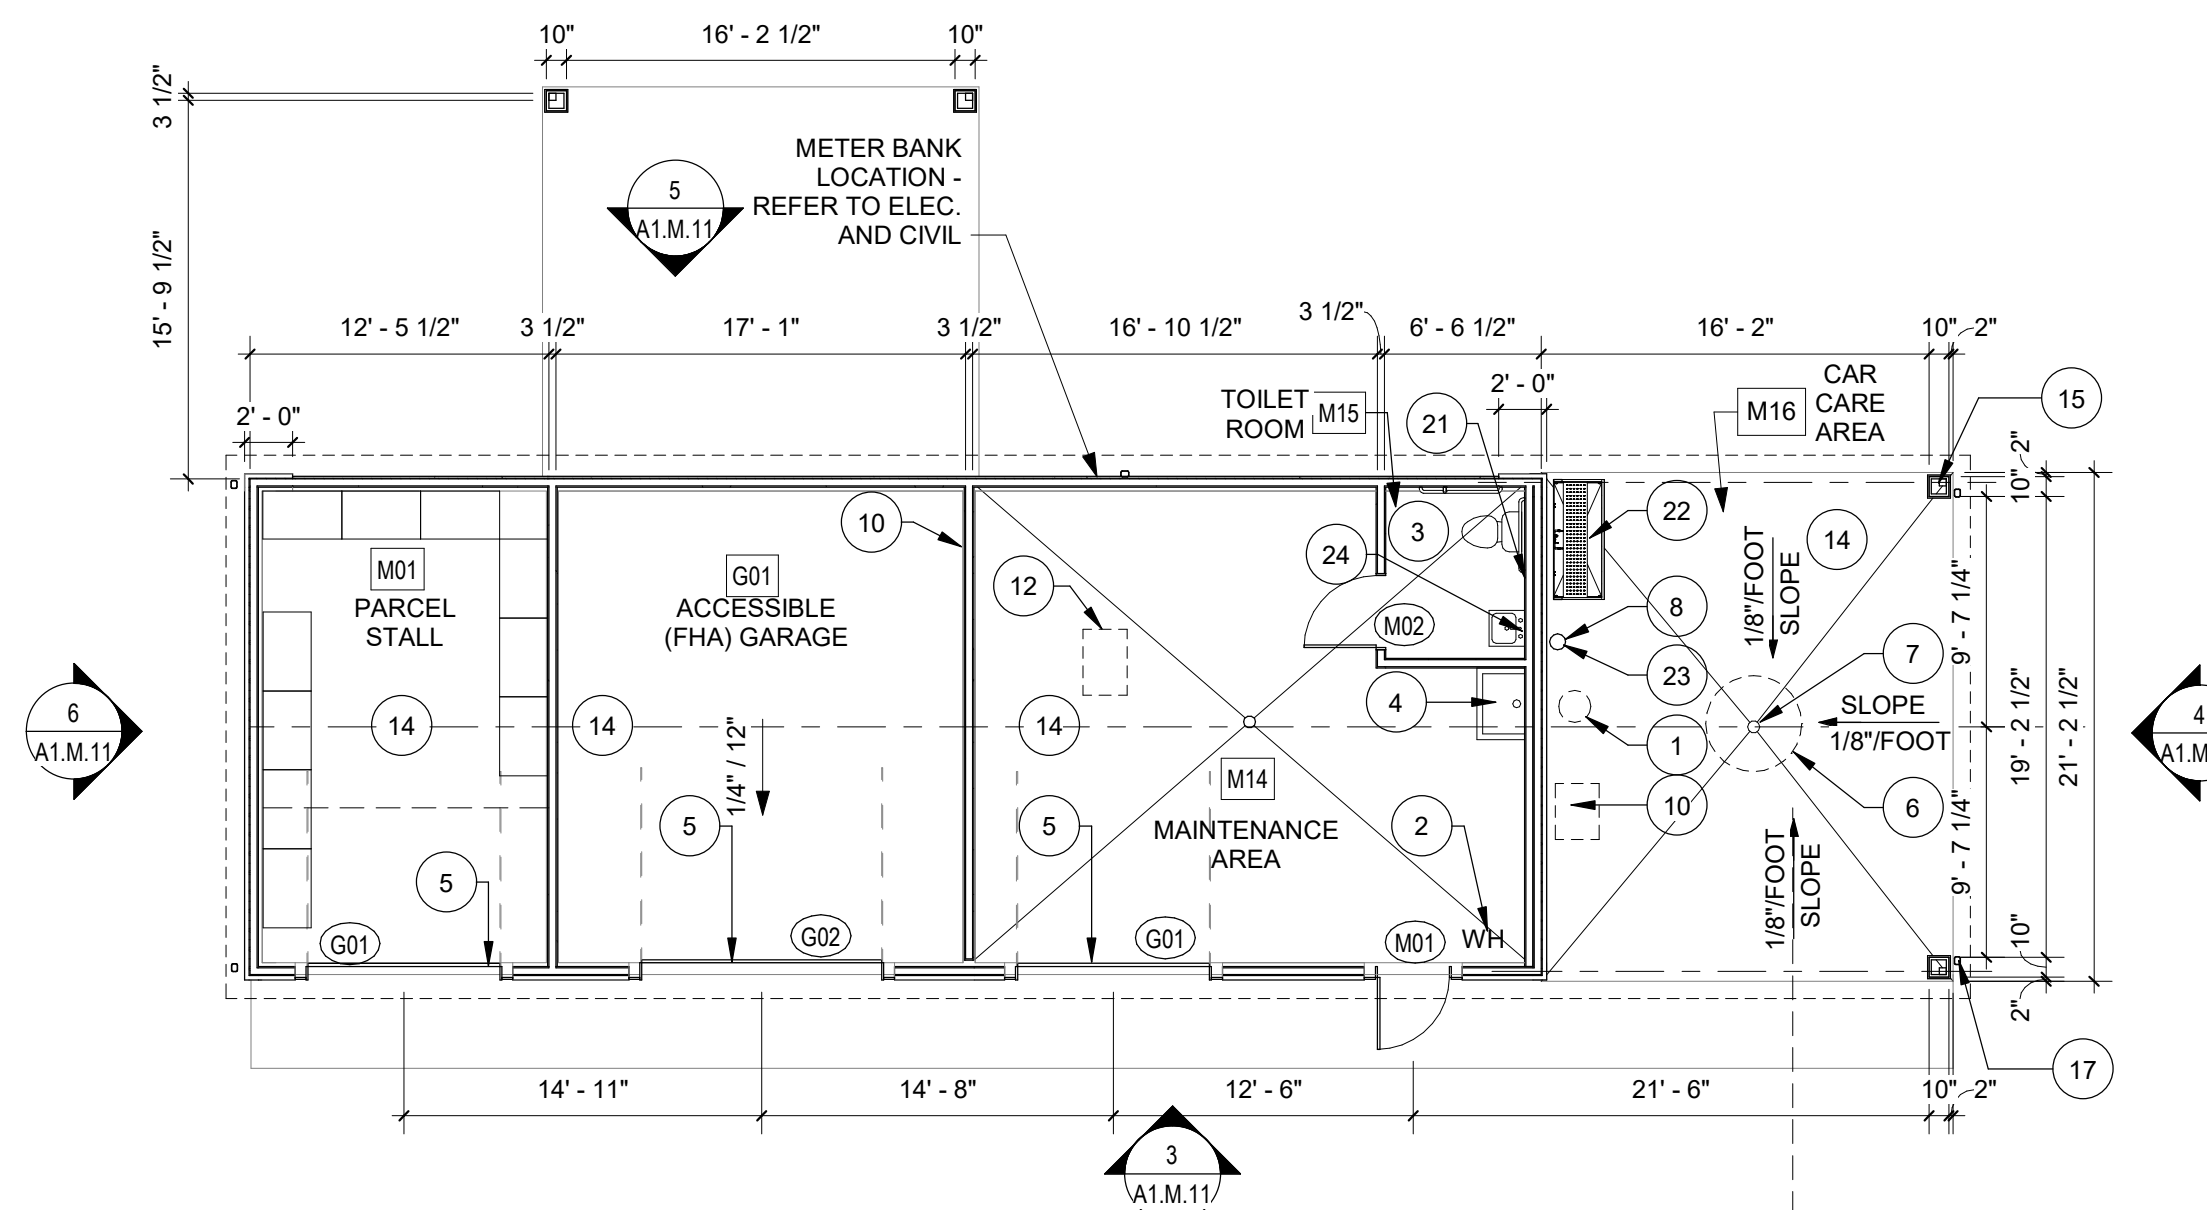 10"
16' - 2 1/2"
10"
3 1/2"
15' - 9 1/2"
METER BANK
LOCATION -
REFER TO ELEC.
AND CIVIL
5
A1.M.11
12' - 5 1/2"
3 1/2"
17' - 1"
3 1/2"
16' - 10 1/2"
3 1/2"
6' - 6 1/2"
16' - 2"
10"
2"
2' - 0"
2' - 0"
TOILET
ROOM
M15
21
M16
CAR
CARE
AREA
15
2"
10"
M01
PARCEL
STALL
G01
ACCESSIBLE
(FHA) GARAGE
10
12
3
24
M02
22
14
1/8"/FOOT
SLOPE
8
23
7
9' - 7 1/4"
6
A1.M.11
14
14
1/4" / 12"
14
4
1
SLOPE
1/8"/FOOT
19' - 2 1/2"
21' - 2 1/2"
4
A1.M
M14
MAINTENANCE
AREA
5
5
5
2
10
6
1/8"/FOOT
SLOPE
9' - 7 1/4"
G01
G02
G01
M01
WH
10"
2"
17
14' - 11"
14' - 8"
12' - 6"
21' - 6"
10"
2"
3
A1.M.11